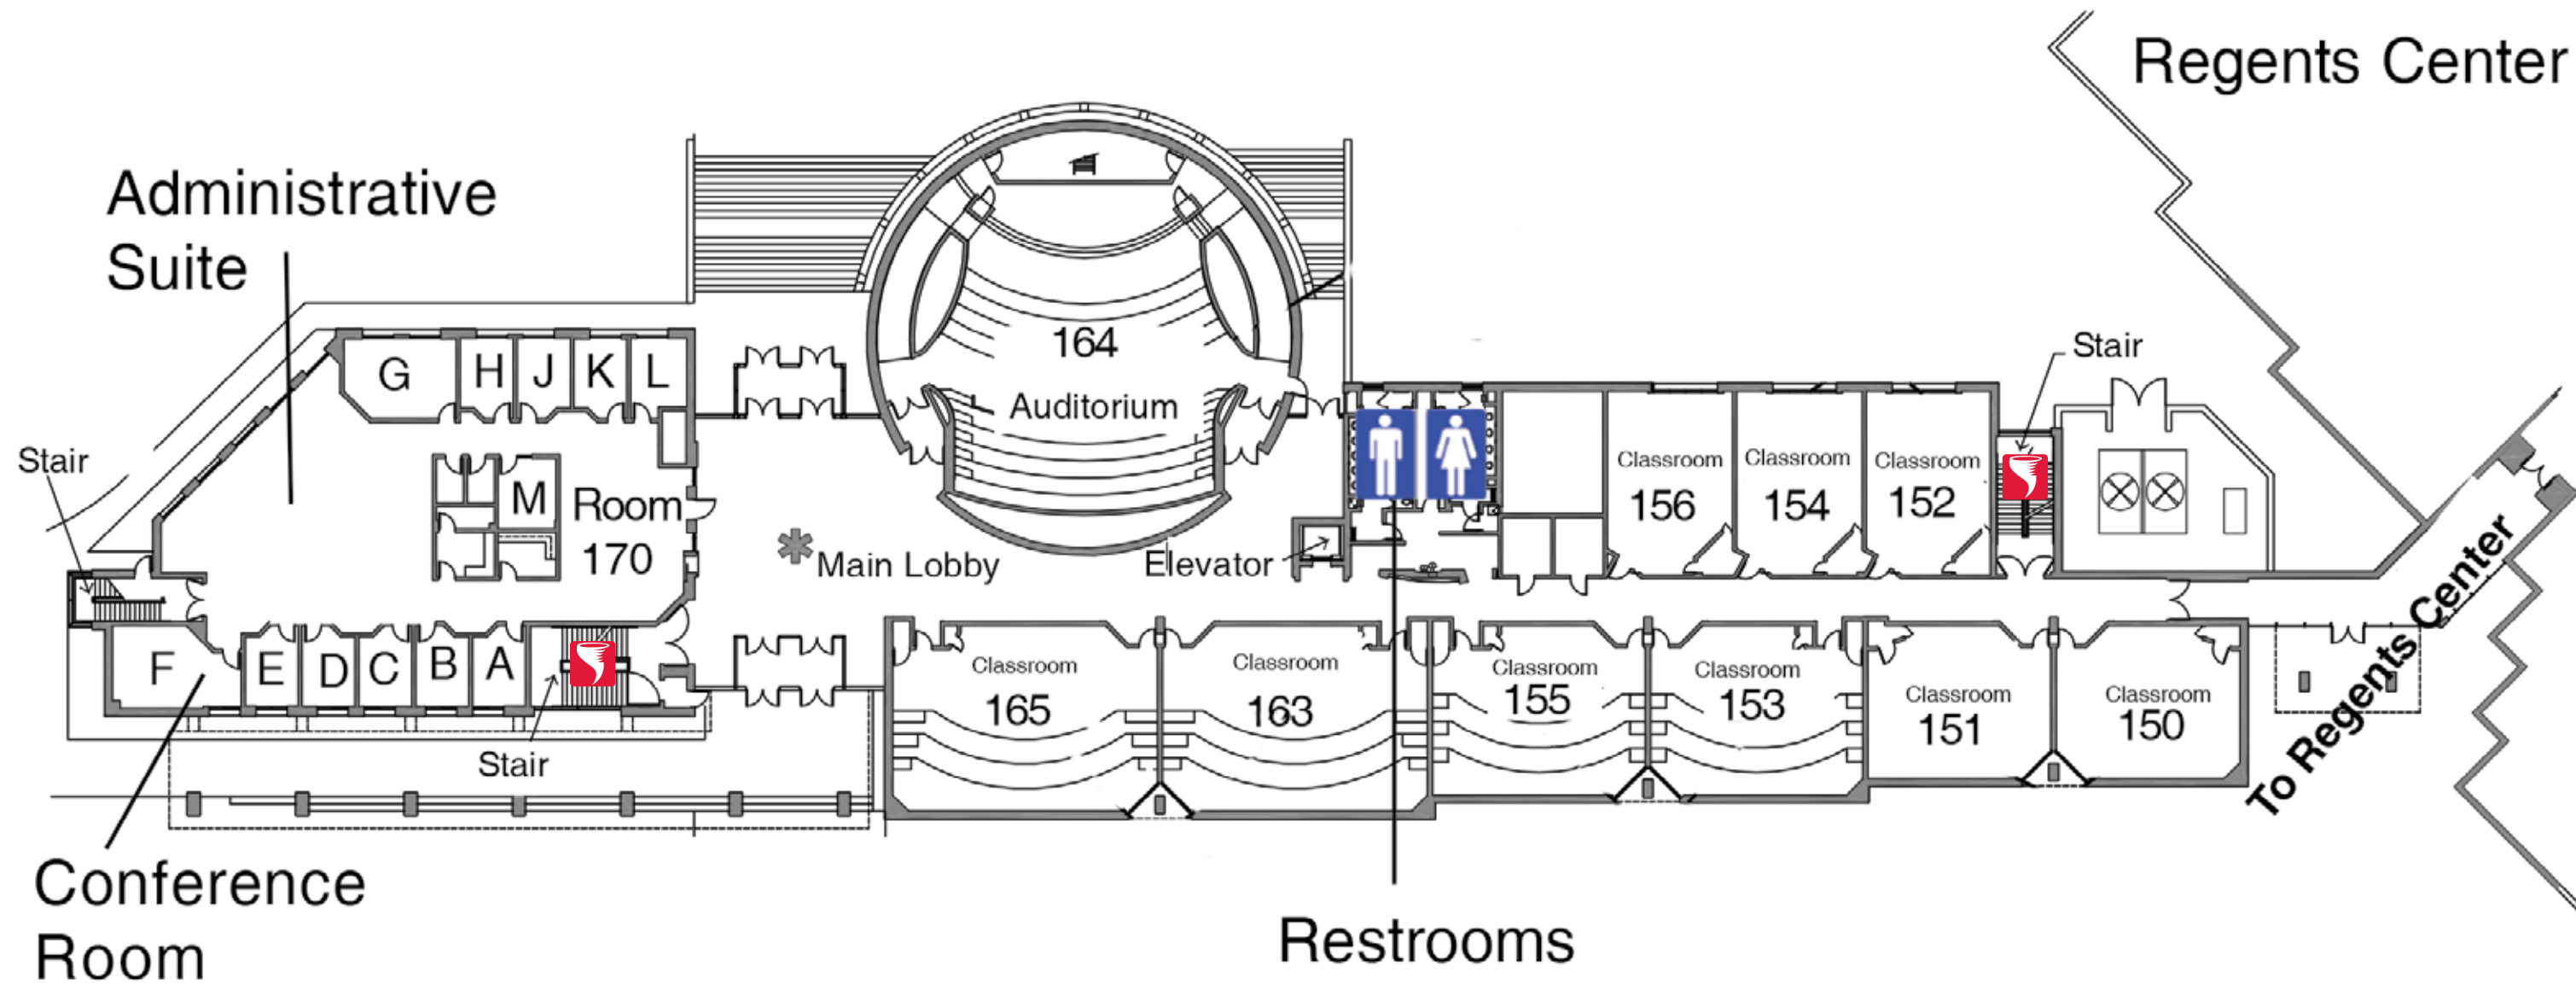 Regents Center
Administrative
Suite
Stair
164
Auditorium
G
H
J
K
L
Stair
M
Room
170
Classroom
156
Classroom
154
Classroom
152
Main Lobby
Elevator
F
E
D
C
B
A
Stair
Classroom
165
Classroom
163
Classroom
155
Classroom
153
Classroom
151
Classroom
150
To Regents Center
Conference
Room
Restrooms